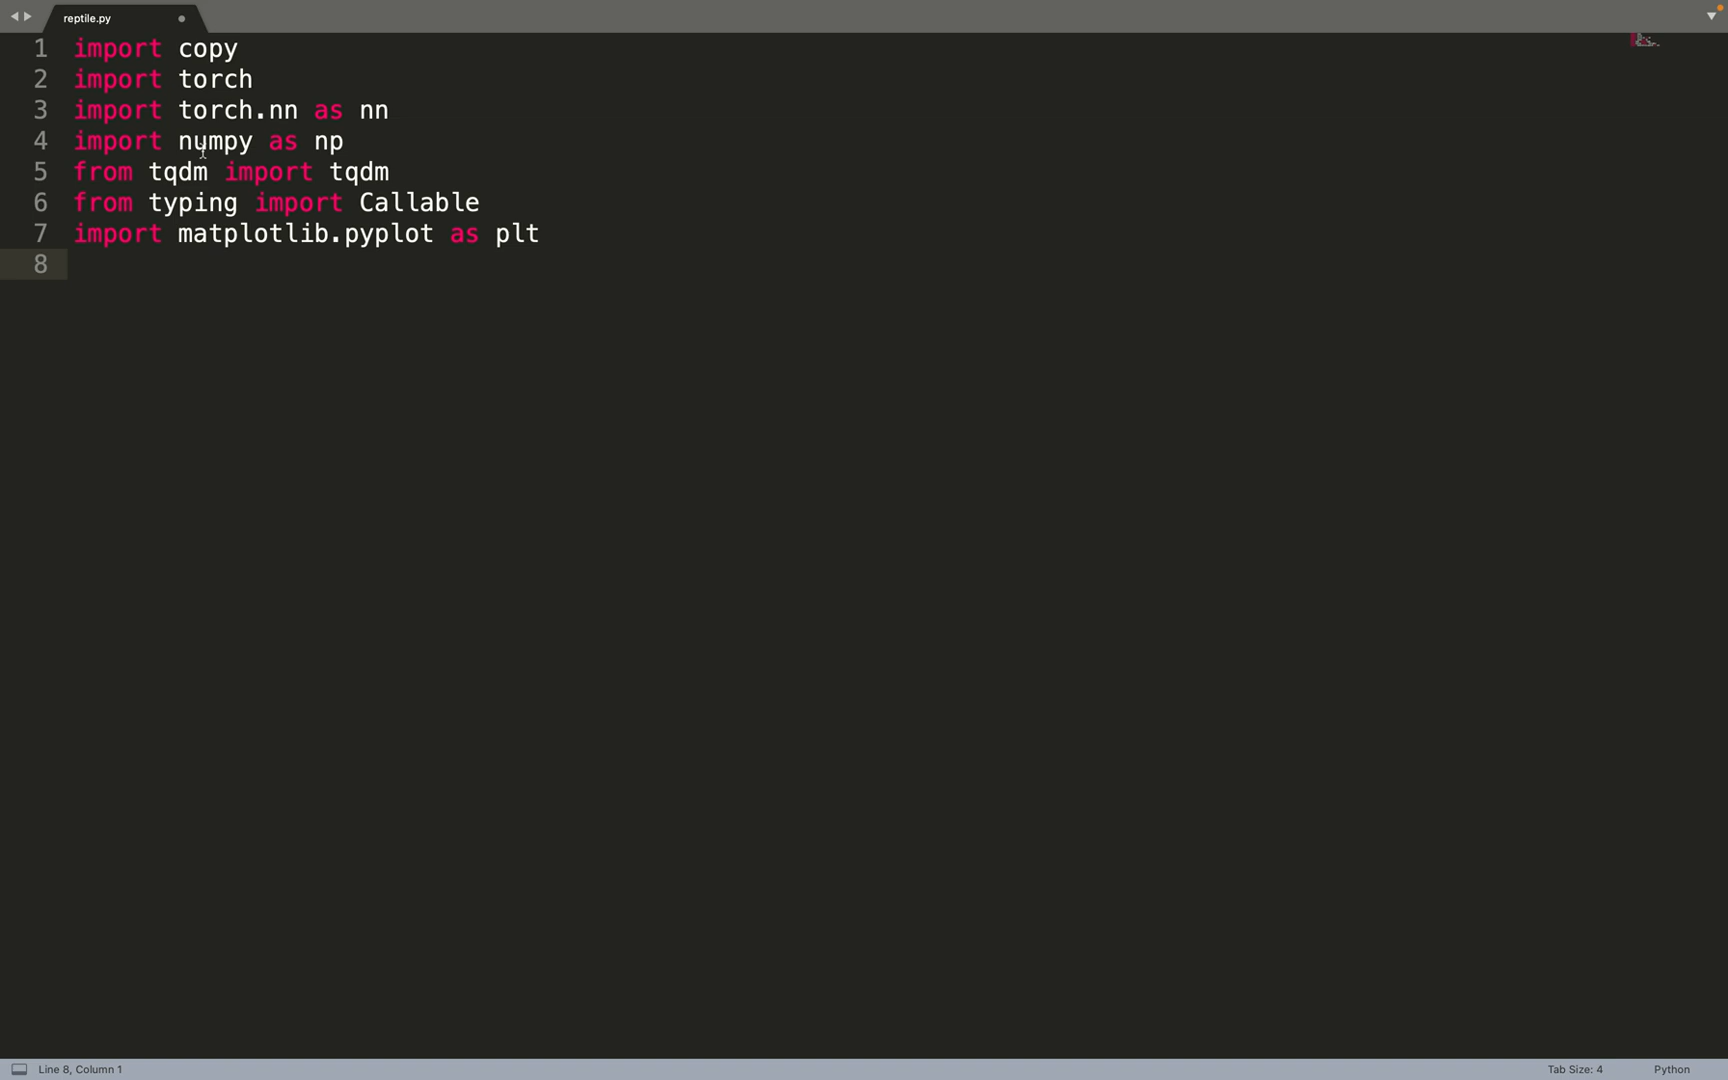 reptile.py
1 import copy
2 import torch
3 import torch.nn as nn
4 import numpy as np
5 from tqdm import tqdm
6 from typing import Callable
7 import matplotlib.pyplot as plt
8
Line 8, Column 1 Tab Size: 4 Python